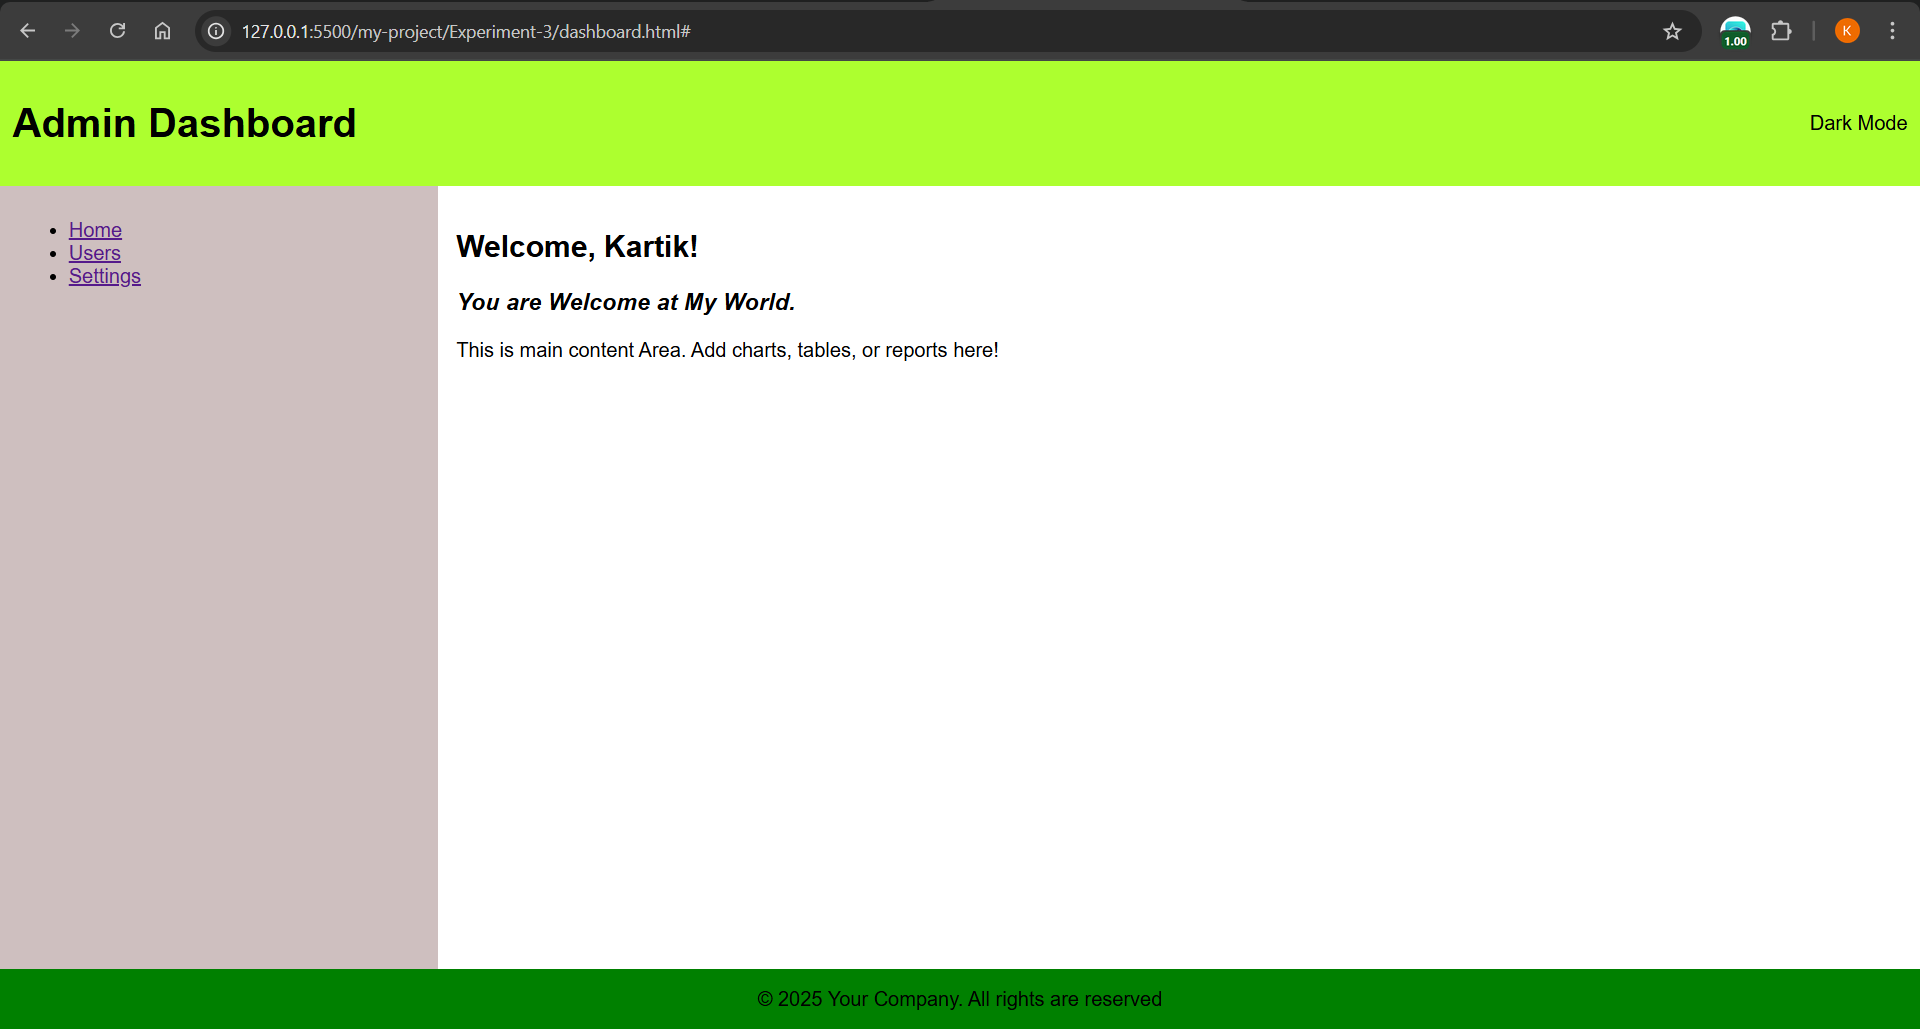 127.0.0.1:5500/my-project/Experiment-3/dashboard.html#
1.00
K
Admin Dashboard
Dark Mode
Home
Users
Settings
Welcome, Kartik!
You are Welcome at My World.
This is main content Area. Add charts, tables, or reports here!
© 2025 Your Company. All rights are reserved